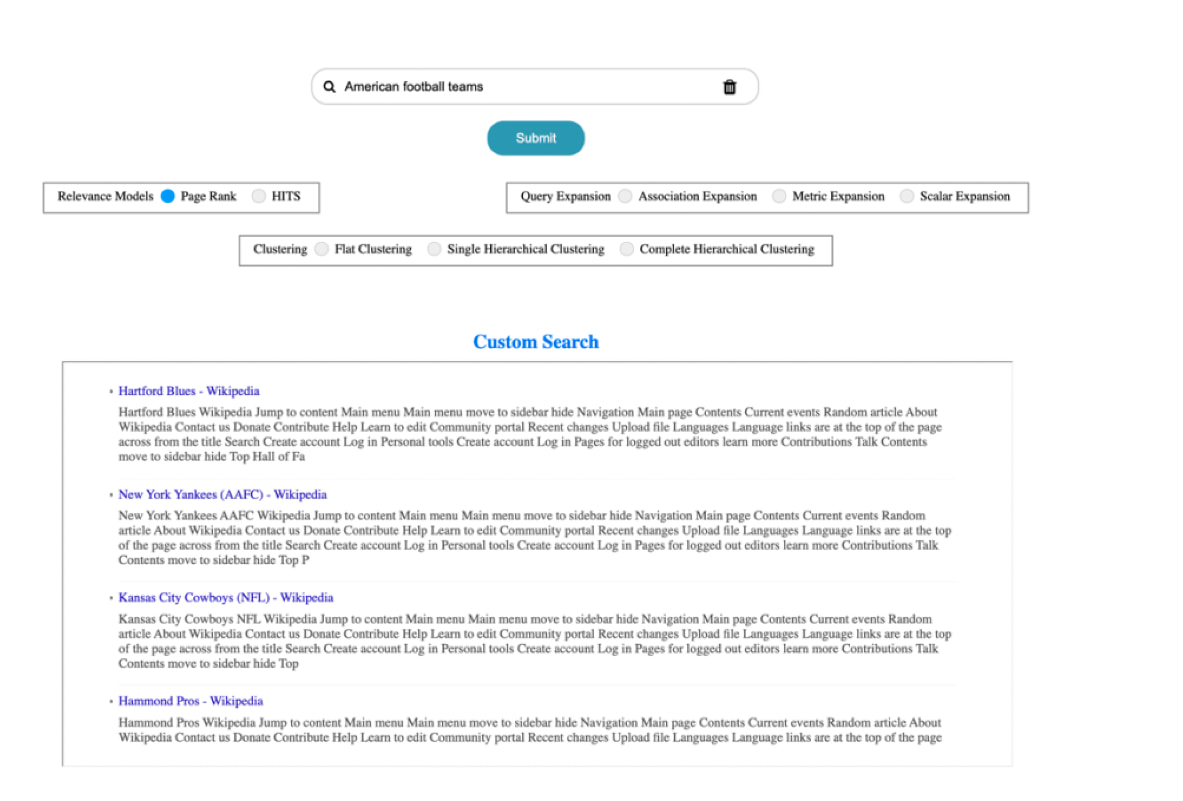 American football teams
Submit
Relevance Models Page Rank HITS
Query Expansion Association Expansion Metric Expansion Scalar Expansion
Clustering Flat Clustering Single Hierarchical Clustering Complete Hierarchical Clustering
Custom Search
Hartford Blues - Wikipedia
Hartford Blues Wikipedia Jump to content Main menu Main menu move to sidebar hide Navigation Main page Contents Current events Random article About
Wikipedia Contact us Donate Contribute Help Learn to edit Community portal Recent changes Upload file Languages Language links are at the top of the page
across from the title Search Create account Log in Personal tools Create account Log in Pages for logged out editors learn more Contributions Talk Contents
move to sidebar hide Top Hall of Fa
New York Yankees (AAFC) - Wikipedia
New York Yankees AAFC Wikipedia Jump to content Main menu Main menu move to sidebar hide Navigation Main page Contents Current events Random
article About Wikipedia Contact us Donate Contribute Help Learn to edit Community portal Recent changes Upload file Languages Language links are at the top
of the page across from the title Search Create account Log in Personal tools Create account Log in Pages for logged out editors learn more Contributions Talk
Contents move to sidebar hide Top P
Kansas City Cowboys (NFL) - Wikipedia
Kansas City Cowboys NFL Wikipedia Jump to content Main menu Main menu move to sidebar hide Navigation Main page Contents Current events Random
article About Wikipedia Contact us Donate Contribute Help Learn to edit Community portal Recent changes Upload file Languages Language links are at the top
of the page across from the title Search Create account Log in Personal tools Create account Log in Pages for logged out editors learn more Contributions Talk
Contents move to sidebar hide Top
Hammond Pros - Wikipedia
Hammond Pros Wikipedia Jump to content Main menu Main menu move to sidebar hide Navigation Main page Contents Current events Random article About
Wikipedia Contact us Donate Contribute Help Learn to edit Community portal Recent changes Upload file Languages Language links are at the top of the page